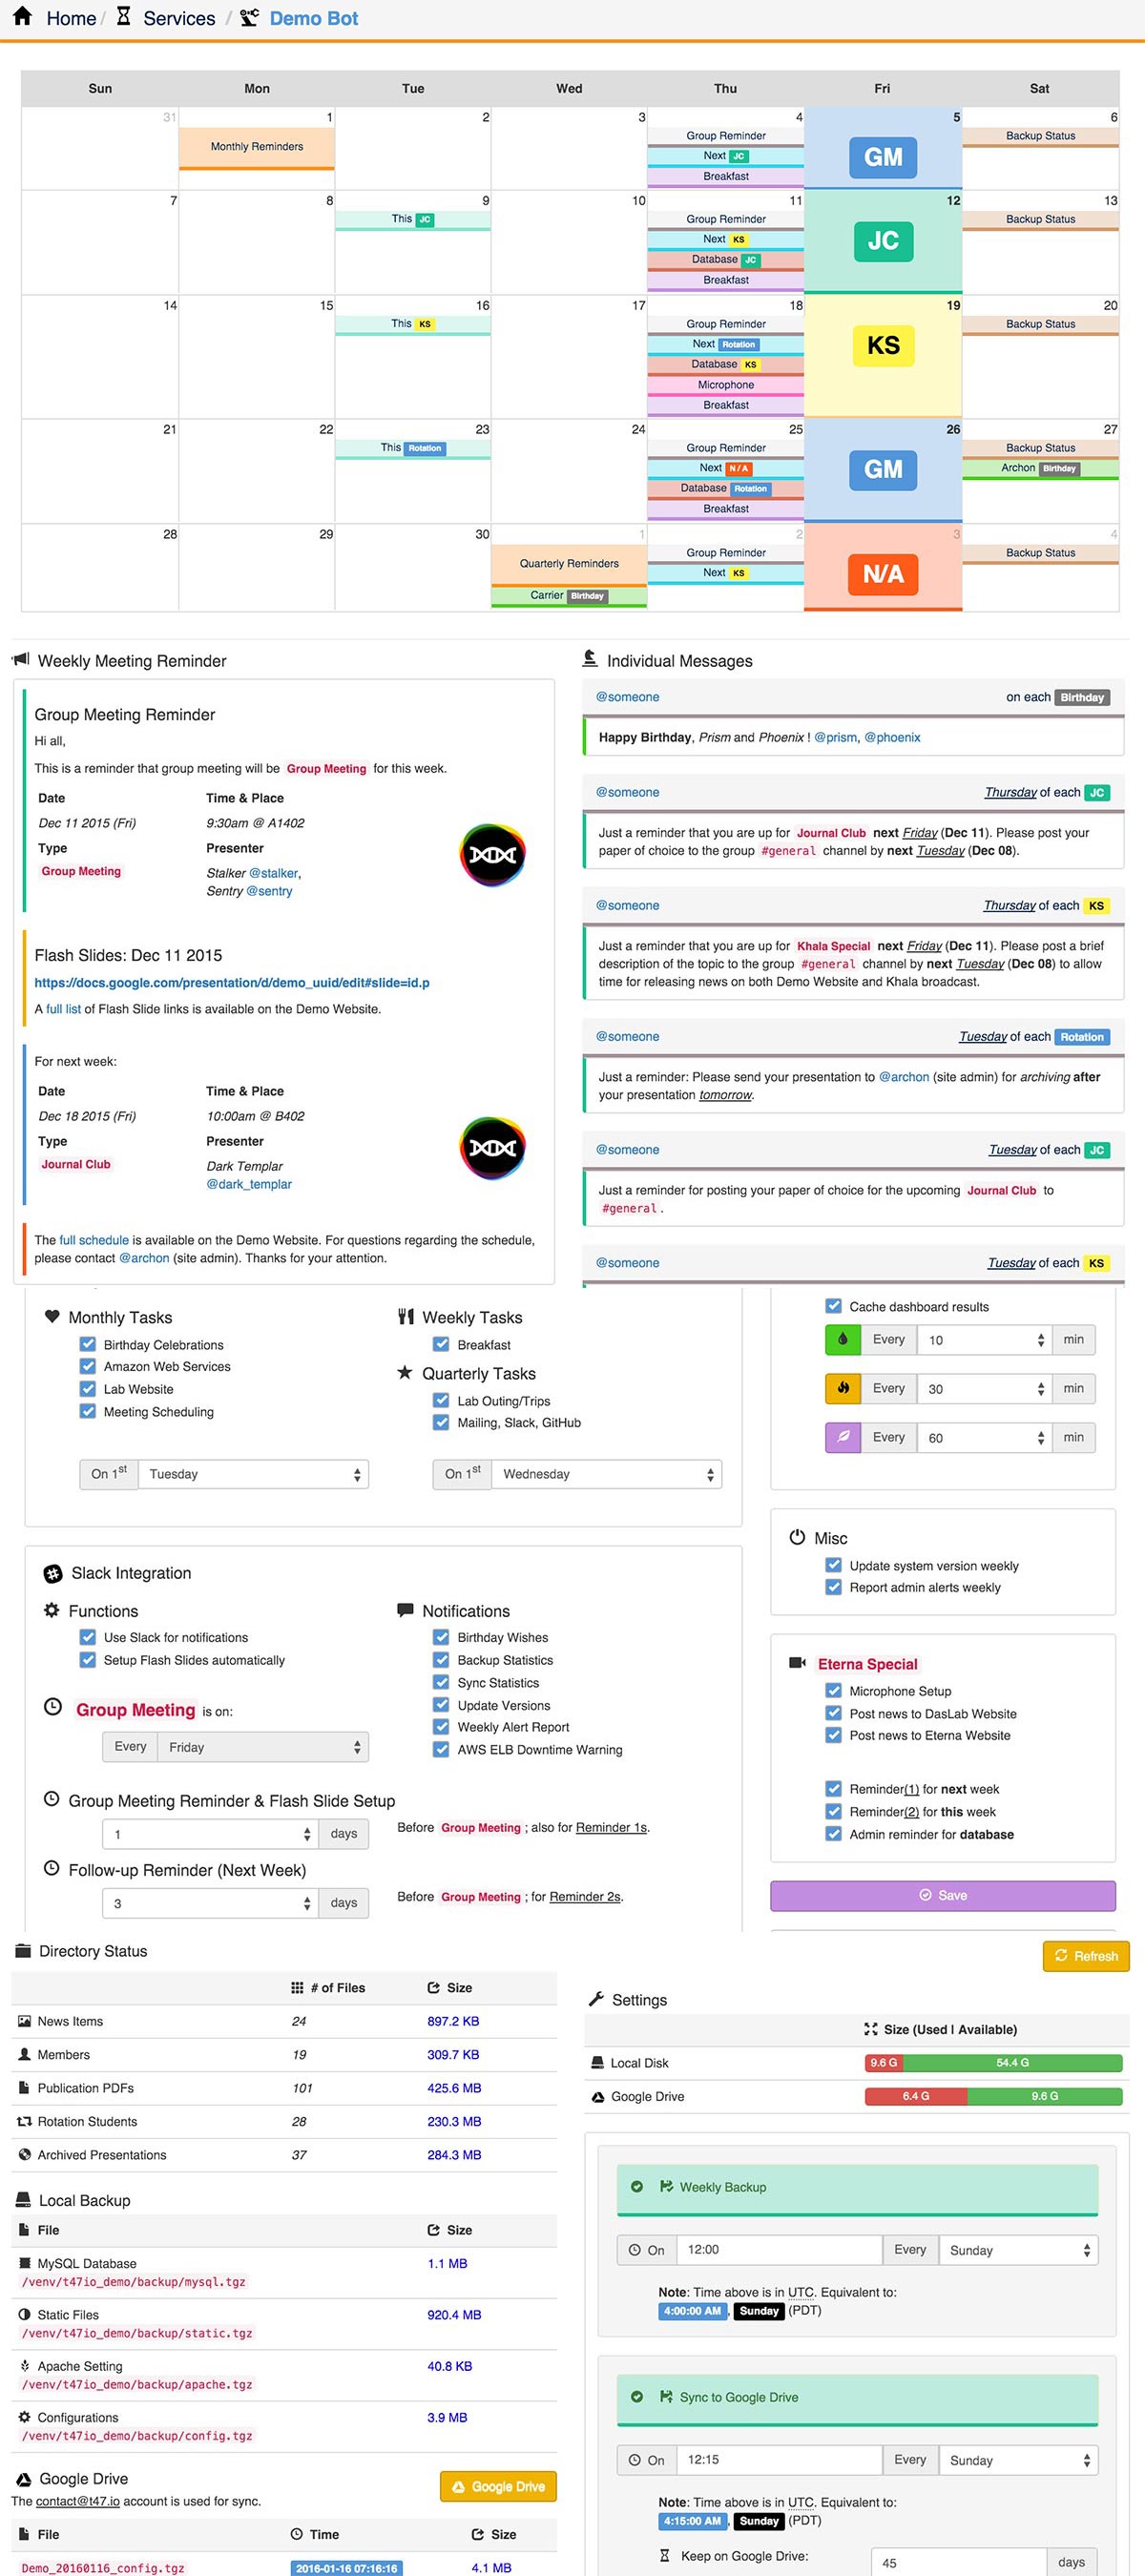 Home / Services / Demo Bot
Sun Mon Tue Wed Thu Fri Sat
31 1 2 3 4 5 6
Monthly Reminders
Group Reminder
Next JC
Breakfast
GM
Backup Status
7 8 9 10 11 12 13
This JC
Group Reminder
Next KS
Database JC
Breakfast
JC
Backup Status
14 15 16 17 18 19 20
This KS
Group Reminder
Next Rotation
Database KS
Microphone
Breakfast
KS
Backup Status
21 22 23 24 25 26 27
This Rotation
Group Reminder
Next N/A
Database Rotation
Breakfast
GM
Backup Status
Archon Birthday
28 29 30 1 2 3 4
Quarterly Reminders
Carrier Birthday
Group Reminder
Next KS
N/A
Backup Status
Weekly Meeting Reminder
Group Meeting Reminder
Hi all,
This is a reminder that group meeting will be Group Meeting for this week.
Date Time & Place
Dec 11 2015 (Fri) 9:30am @ A1402
Type Presenter
Group Meeting Stalker @stalker,
Sentry @sentry
Flash Slides: Dec 11 2015
https://docs.google.com/presentation/d/demo_uuid/edit#slide=id.p
A full list of Flash Slide links is available on the Demo Website.
For next week:
Date Time & Place
Dec 18 2015 (Fri) 10:00am @ B402
Type Presenter
Journal Club Dark Templar
@dark_templar
The full schedule is available on the Demo Website. For questions regarding the schedule,
please contact @archon (site admin). Thanks for your attention.
Individual Messages
@someone on each Birthday
Happy Birthday, Prism and Phoenix ! @prism, @phoenix
@someone Thursday of each JC
Just a reminder that you are up for Journal Club next Friday (Dec 11). Please post your
paper of choice to the group #general channel by next Tuesday (Dec 08).
@someone Thursday of each KS
Just a reminder that you are up for Khala Special next Friday (Dec 11). Please post a brief
description of the topic to the group #general channel by next Tuesday (Dec 08) to allow
time for releasing news on both Demo Website and Khala broadcast.
@someone Tuesday of each Rotation
Just a reminder: Please send your presentation to @archon (site admin) for archiving after
your presentation tomorrow.
@someone Tuesday of each JC
Just a reminder for posting your paper of choice for the upcoming Journal Club to
#general .
@someone Tuesday of each KS
Monthly Tasks
Birthday Celebrations
Amazon Web Services
Lab Website
Meeting Scheduling
On 1st Tuesday
Weekly Tasks
Breakfast
Quarterly Tasks
Lab Outing/Trips
Mailing, Slack, GitHub
On 1st Wednesday
Cache dashboard results
Every 10 min
Every 30 min
Every 60 min
Slack Integration
Functions
Use Slack for notifications
Setup Flash Slides automatically
Group Meeting is on:
Every Friday
Notifications
Birthday Wishes
Backup Statistics
Sync Statistics
Update Versions
Weekly Alert Report
AWS ELB Downtime Warning
Group Meeting Reminder & Flash Slide Setup
1 days Before Group Meeting ; also for Reminder 1s.
Follow-up Reminder (Next Week)
3 days Before Group Meeting ; for Reminder 2s.
Misc
Update system version weekly
Report admin alerts weekly
Eterna Special
Microphone Setup
Post news to DasLab Website
Post news to Eterna Website
Reminder(1) for next week
Reminder(2) for this week
Admin reminder for database
Save
Directory Status
# of Files Size
News Items 24 897.2 KB
Members 19 309.7 KB
Publication PDFs 101 425.6 MB
Rotation Students 28 230.3 MB
Archived Presentations 37 284.3 MB
Local Backup
File Size
MySQL Database 1.1 MB
/venv/t47io_demo/backup/mysql.tgz
Static Files 920.4 MB
/venv/t47io_demo/backup/static.tgz
Apache Setting 40.8 KB
/venv/t47io_demo/backup/apache.tgz
Configurations 3.9 MB
/venv/t47io_demo/backup/config.tgz
Google Drive Google Drive
The contact@t47.io account is used for sync.
File Time Size
Demo_20160116_config.tgz 2016-01-16 07:16:16 4.1 MB
Refresh
Settings
Size (Used | Available)
Local Disk 9.6 G 54.4 G
Google Drive 6.4 G 9.6 G
Weekly Backup
On 12:00 Every Sunday
Note: Time above is in UTC. Equivalent to:
4:00:00 AM, Sunday (PDT)
Sync to Google Drive
On 12:15 Every Sunday
Note: Time above is in UTC. Equivalent to:
4:15:00 AM, Sunday (PDT)
Keep on Google Drive: 45 days